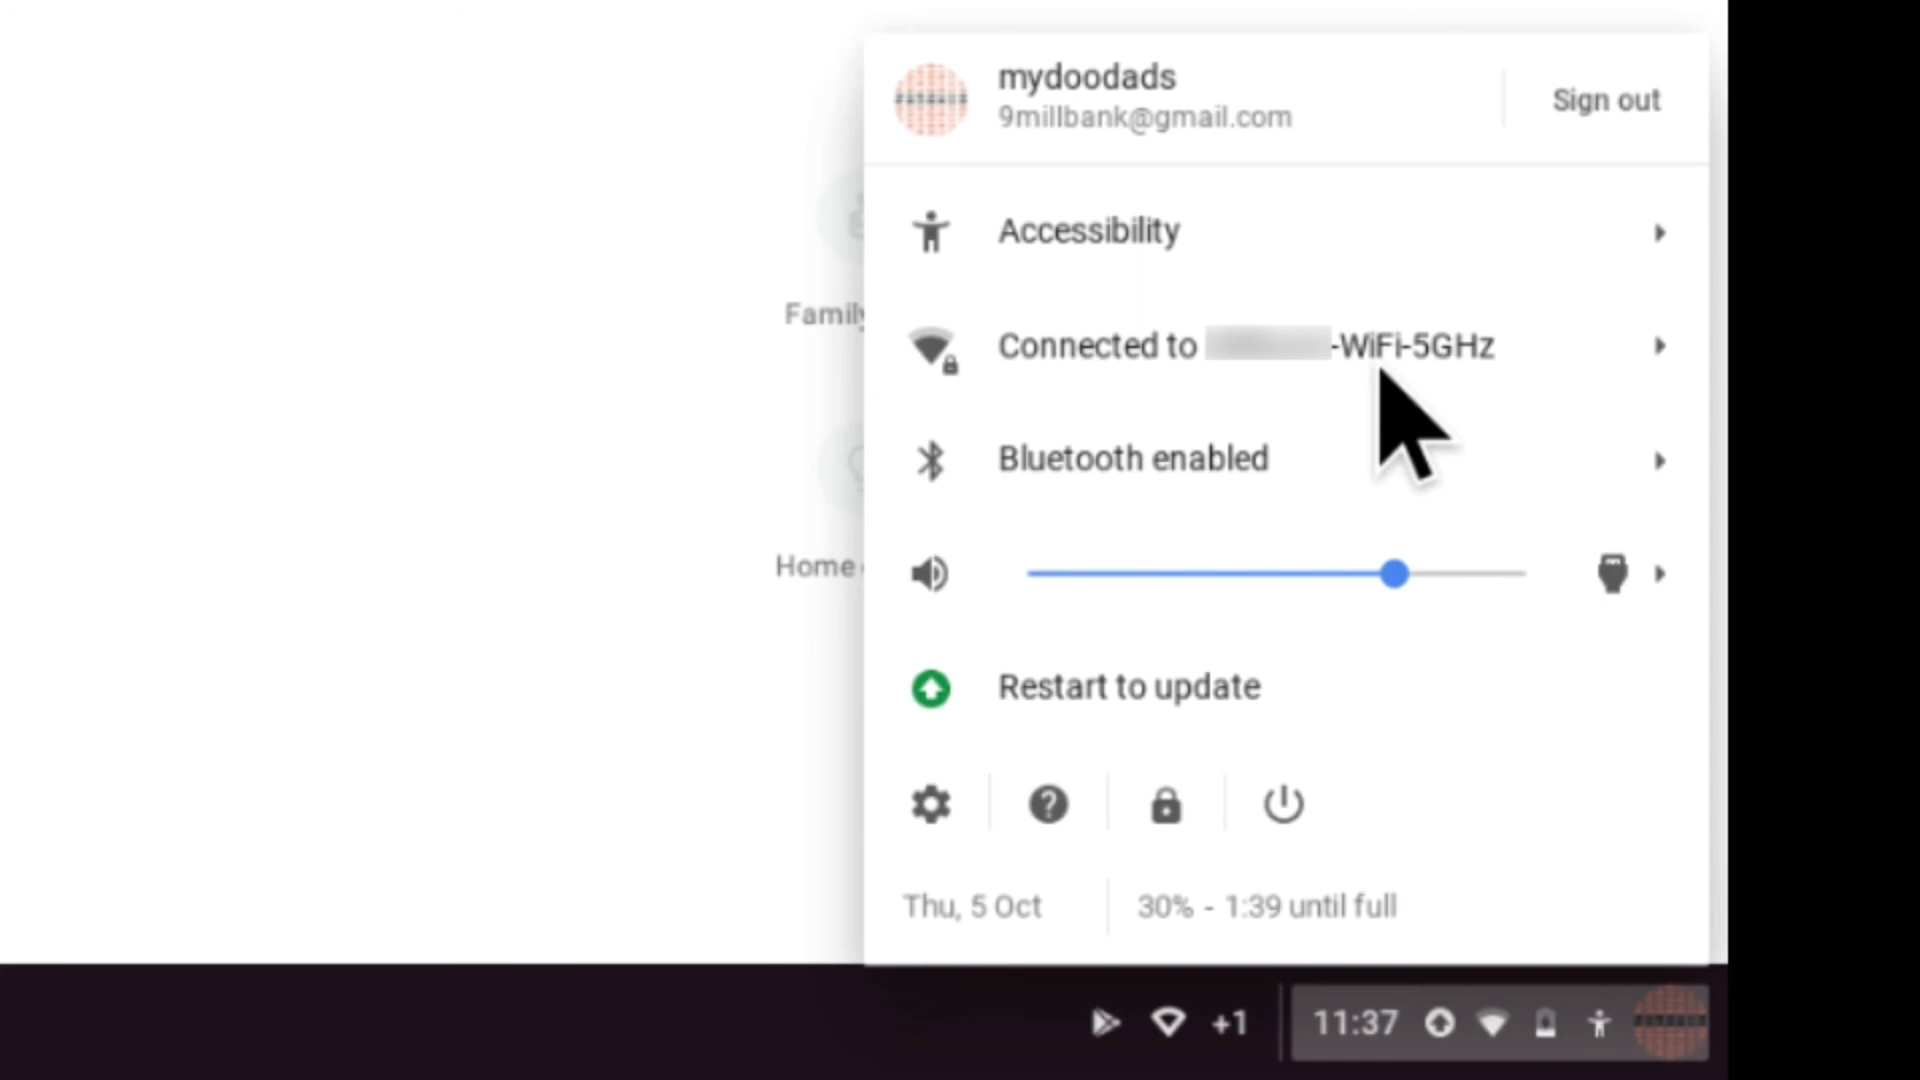 mydoodads
9millbank@gmail.com
Sign out
Accessibility
Family
Connected to -WiFi-5GHz
Bluetooth enabled
Home
Restart to update
Thu, 5 Oct
30% - 1:39 until full
+1
11:37